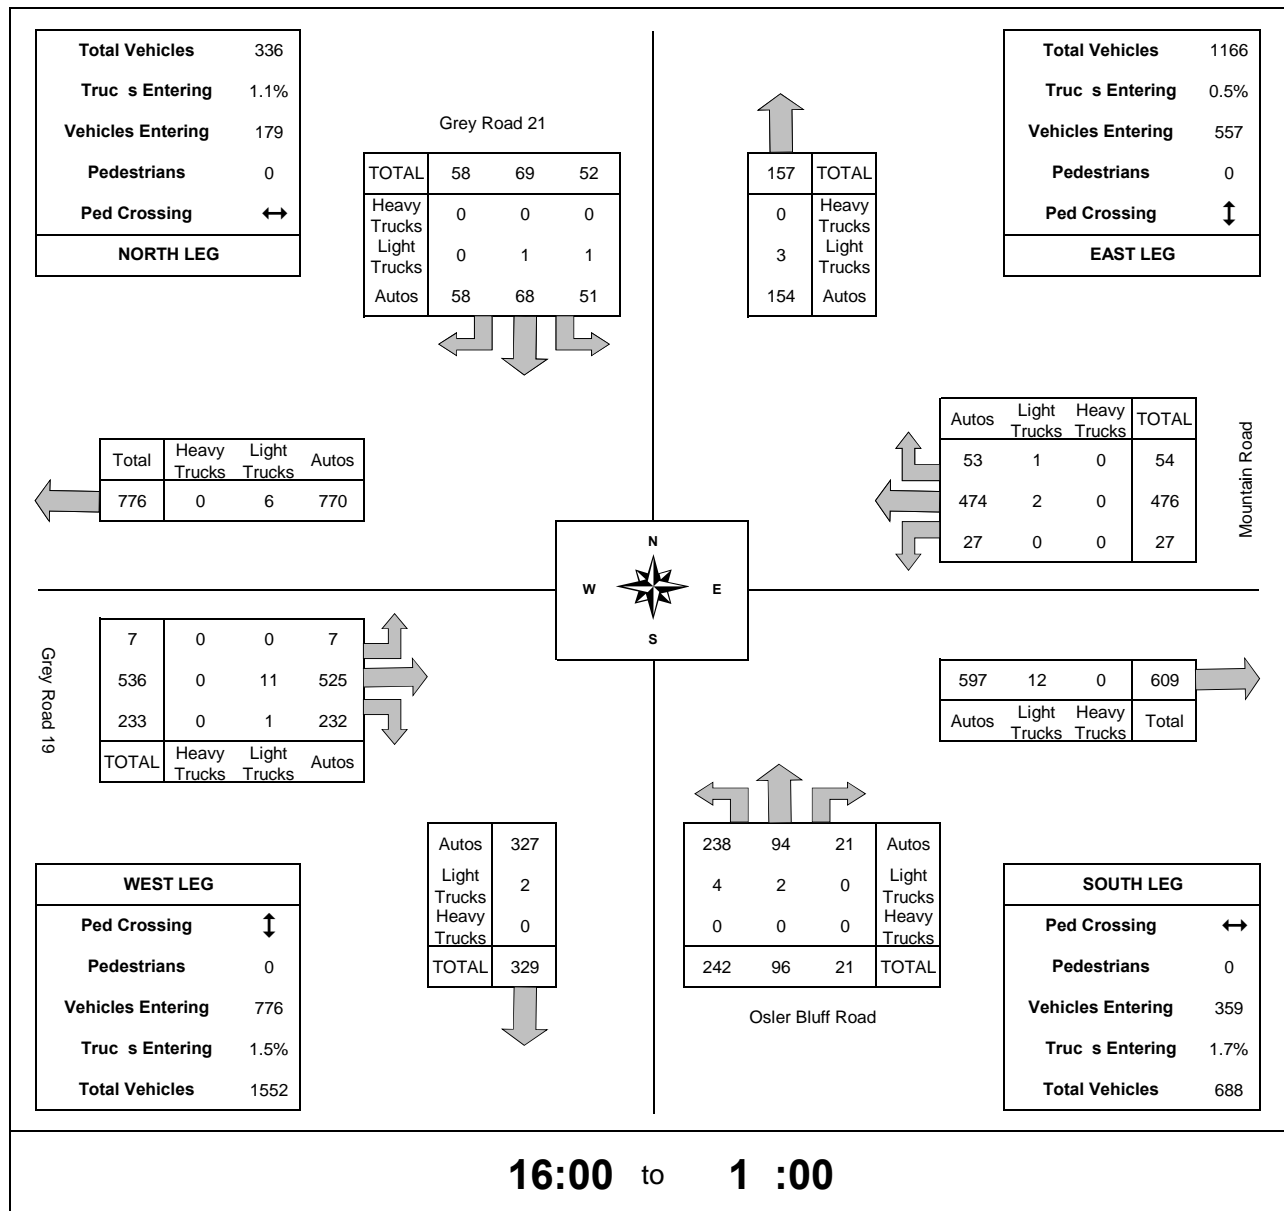 Total Vehicles 336
Truc s Entering 1.1%
Vehicles Entering 179
Pedestrians 0
Ped Crossing ↔
NORTH LEG
Grey Road 21
TOTAL 58 69 52
Heavy Trucks 0 0 0
Light Trucks 0 1 1
Autos 58 68 51
157 TOTAL
0 Heavy Trucks
3 Light Trucks
154 Autos
Total Vehicles 1166
Truc s Entering 0.5%
Vehicles Entering 557
Pedestrians 0
Ped Crossing ↕
EAST LEG
Total Heavy Trucks Light Trucks Autos
776 0 6 770
Autos Light Trucks Heavy Trucks TOTAL
53 1 0 54
474 2 0 476
27 0 0 27
Mountain Road
N
W E
S
Grey Road 19
7 0 0 7
536 0 11 525
233 0 1 232
TOTAL Heavy Trucks Light Trucks Autos
597 12 0 609
Autos Light Trucks Heavy Trucks Total
Autos 327
Light Trucks 2
Heavy Trucks 0
TOTAL 329
238 94 21 Autos
4 2 0 Light Trucks
0 0 0 Heavy Trucks
242 96 21 TOTAL
Osler Bluff Road
WEST LEG
Ped Crossing ↕
Pedestrians 0
Vehicles Entering 776
Truc s Entering 1.5%
Total Vehicles 1552
SOUTH LEG
Ped Crossing ↔
Pedestrians 0
Vehicles Entering 359
Truc s Entering 1.7%
Total Vehicles 688
16:00 to 1 :00